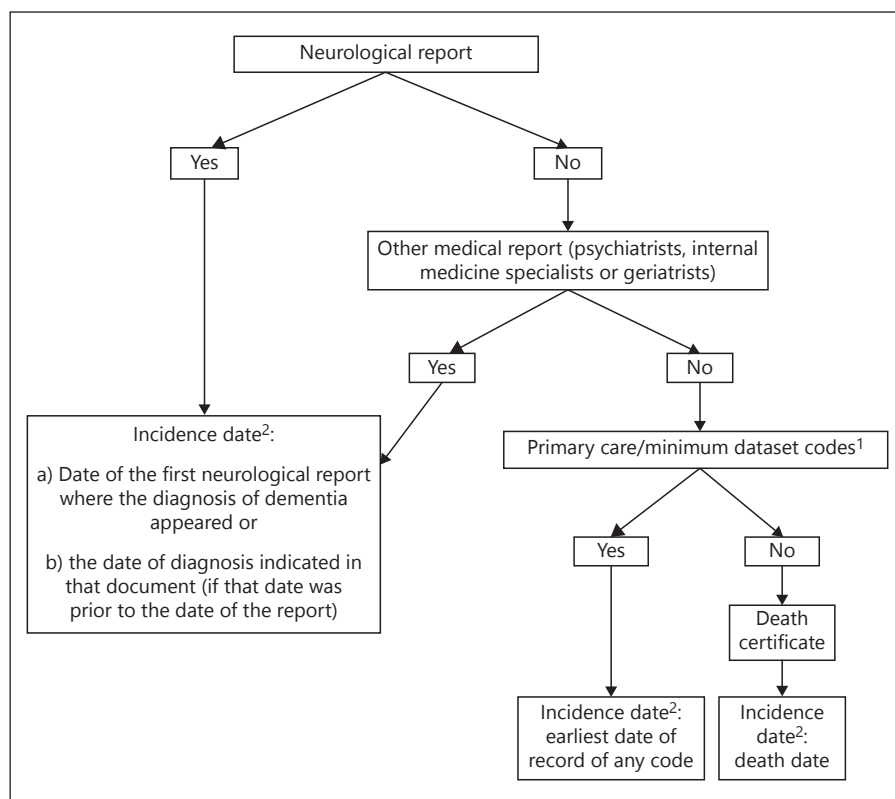 Neurological report
Yes
No
Other medical report (psychiatrists, internal
medicine specialists or geriatrists)
Yes
No
Incidence date²:
a) Date of the first neurological report
where the diagnosis of dementia
appeared or
b) the date of diagnosis indicated in
that document (if that date was
prior to the date of the report)
Primary care/minimum dataset codes¹
Yes
No
Death
certificate
Incidence date²:
earliest date of
record of any code
Incidence
date²:
death date